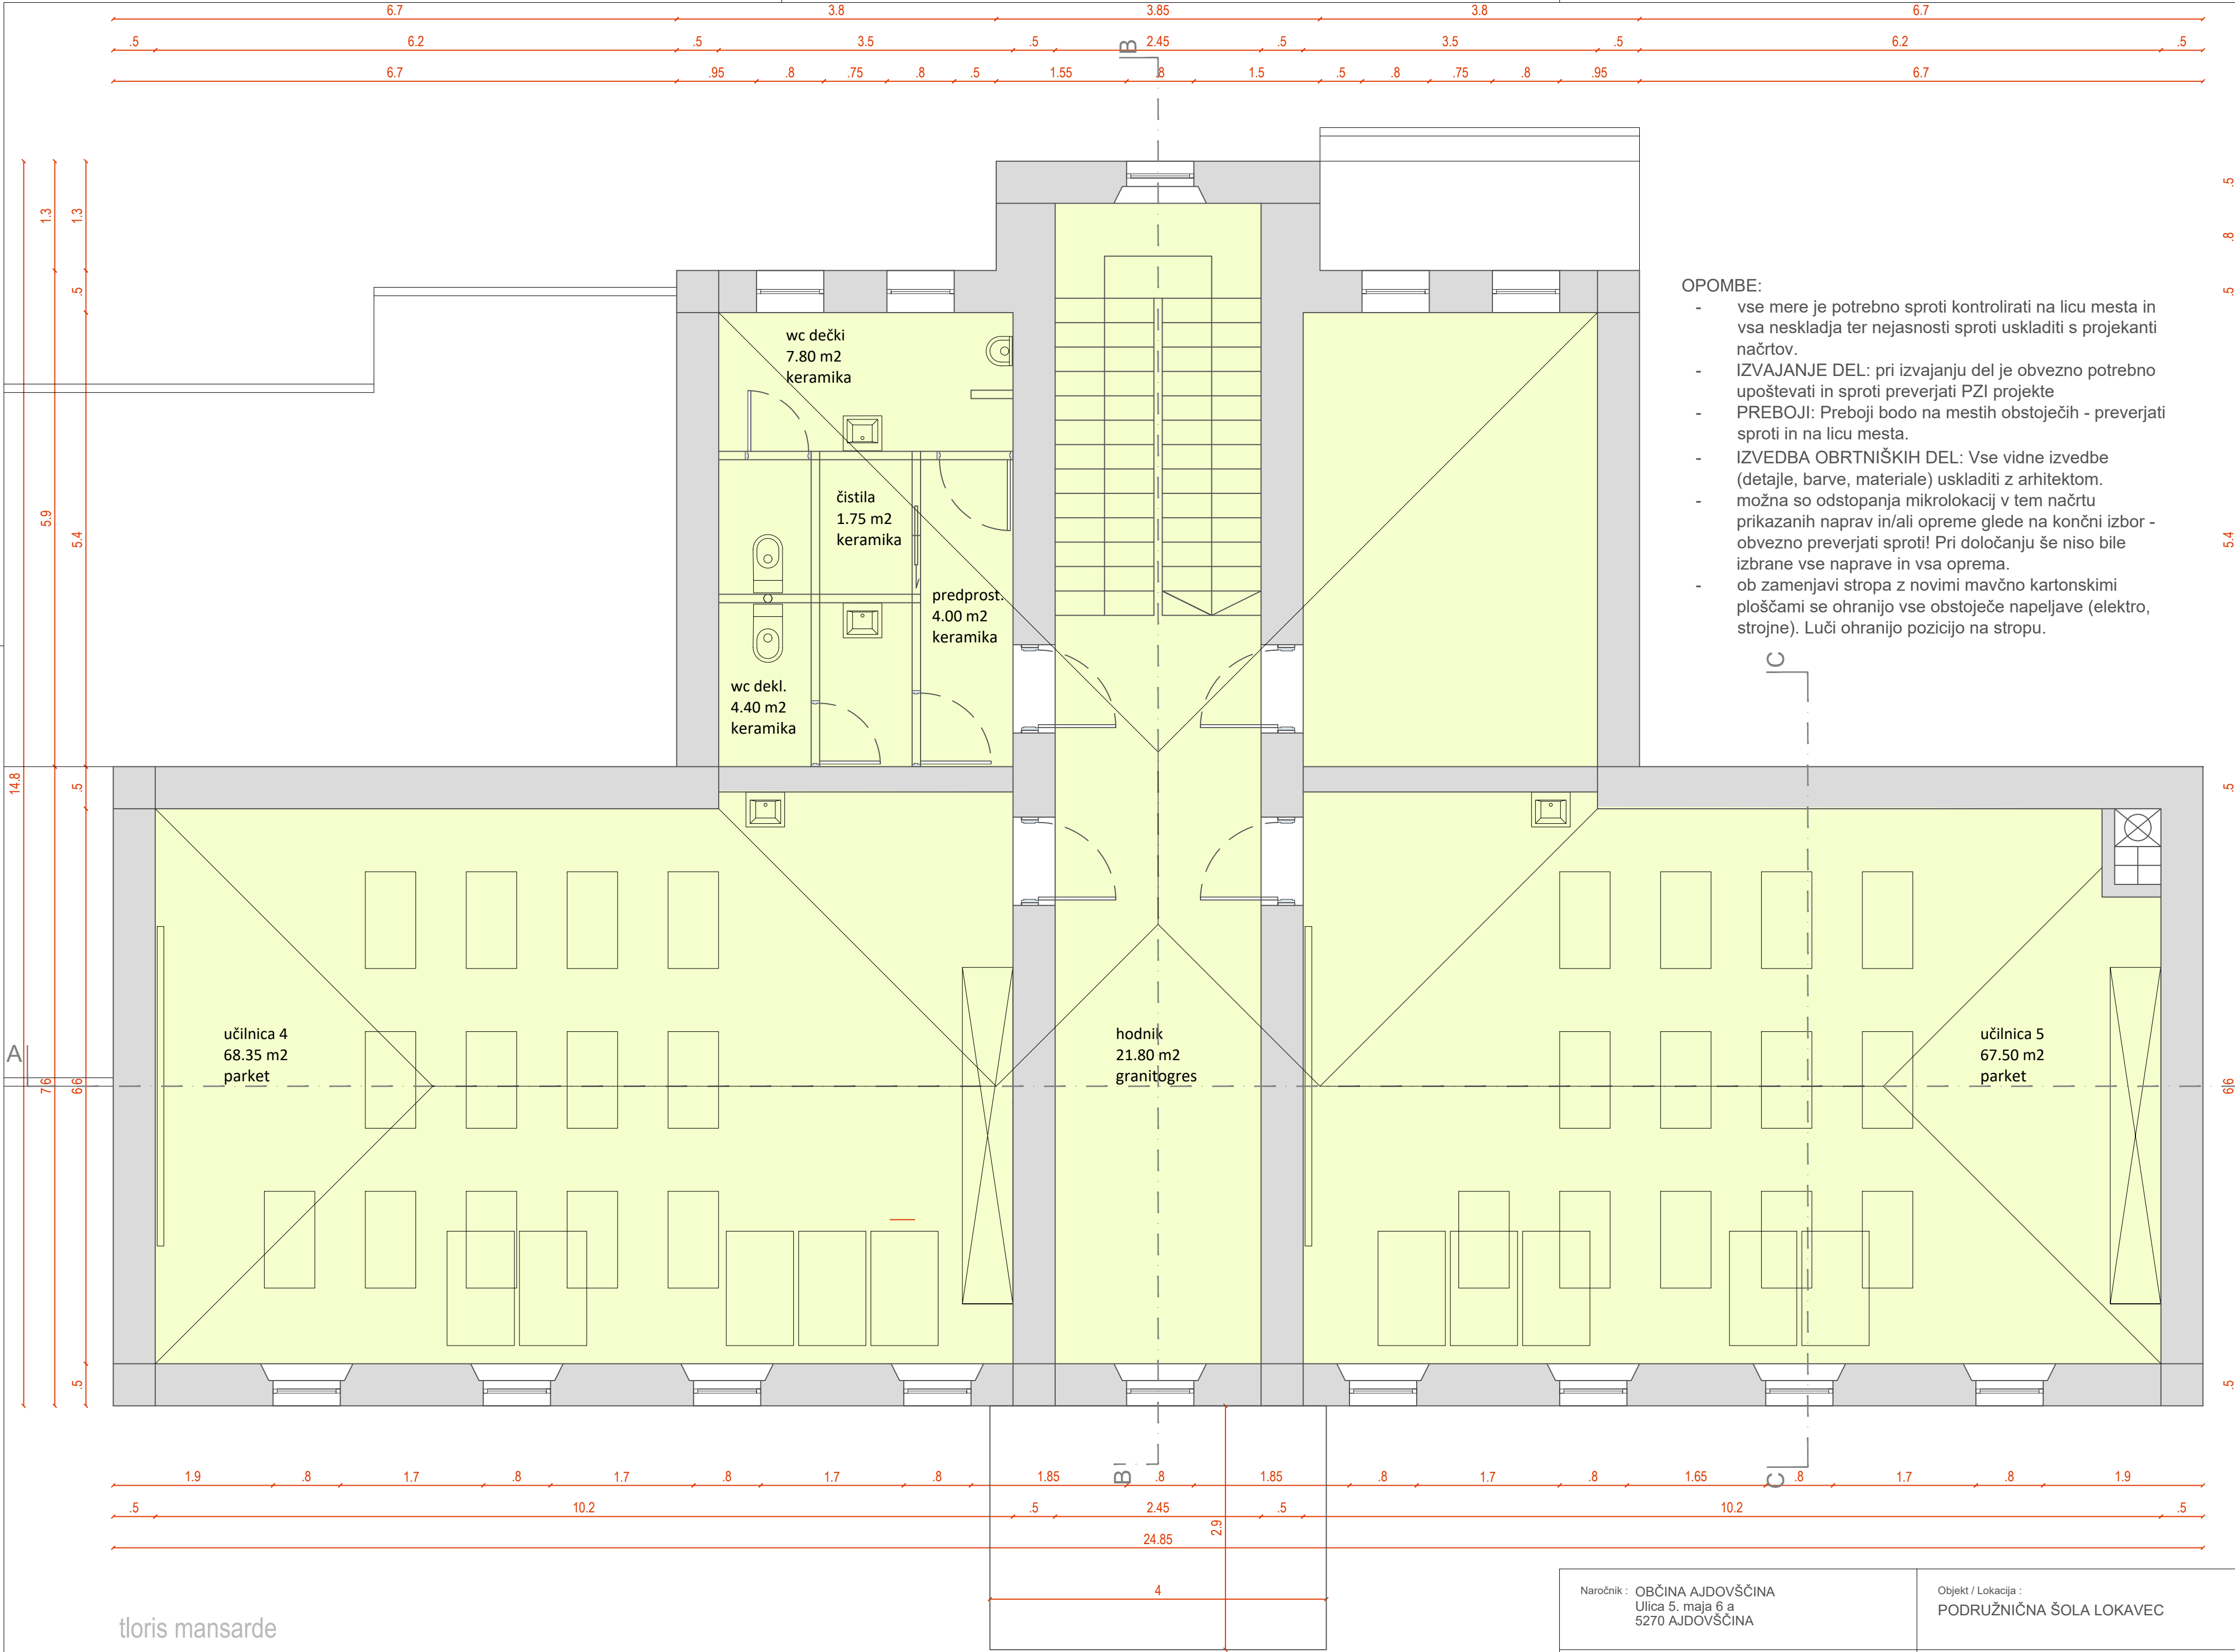 6.7 3.8 3.85 3.8 6.7
.5 6.2 .5 3.5 .5 2.45 .5 3.5 .5 6.2 .5
6.7 .95 .8 .75 .8 .5 1.55 .8 1.5 .5 .8 .75 .8 .95 6.7
B
1.3
1.3
.5
5.9
5.4
14.8
.5
7.6
6.6
.5
.5
.8
.5
5.4
.5
6.6
.5
OPOMBE:
- vse mere je potrebno sproti kontrolirati na licu mesta in
vsa neskladja ter nejasnosti sproti uskladiti s projekanti
načrtov.
- IZVAJANJE DEL: pri izvajanju del je obvezno potrebno
upoštevati in sproti preverjati PZI projekte
- PREBOJI: Preboji bodo na mestih obstoječih - preverjati
sproti in na licu mesta.
- IZVEDBA OBRTNIŠKIH DEL: Vse vidne izvedbe
(detajle, barve, materiale) uskladiti z arhitektom.
- možna so odstopanja mikrolokacij v tem načrtu
prikazanih naprav in/ali opreme glede na končni izbor -
obvezno preverjati sproti! Pri določanju še niso bile
izbrane vse naprave in vsa oprema.
- ob zamenjavi stropa z novimi mavčno kartonskimi
ploščami se ohranijo vse obstoječe napeljave (elektro,
strojne). Luči ohranijo pozicijo na stropu.
wc dečki
7.80 m2
keramika
čistila
1.75 m2
keramika
predprost.
4.00 m2
keramika
wc dekl.
4.40 m2
keramika
C
učilnica 4
68.35 m2
parket
hodnik
21.80 m2
granitogres
učilnica 5
67.50 m2
parket
A
B'
C
1.9 .8 1.7 .8 1.7 .8 1.7 .8 1.85 .8 1.85 .8 1.7 .8 1.65 .8 1.7 .8 1.9
.5 10.2 .5 2.45 .5 10.2 .5
24.85
2.9
4
tloris mansarde
Naročnik : OBČINA AJDOVŠČINA
Ulica 5. maja 6 a
5270 AJDOVŠČINA
Objekt / Lokacija :
PODRUŽNIČNA ŠOLA LOKAVEC